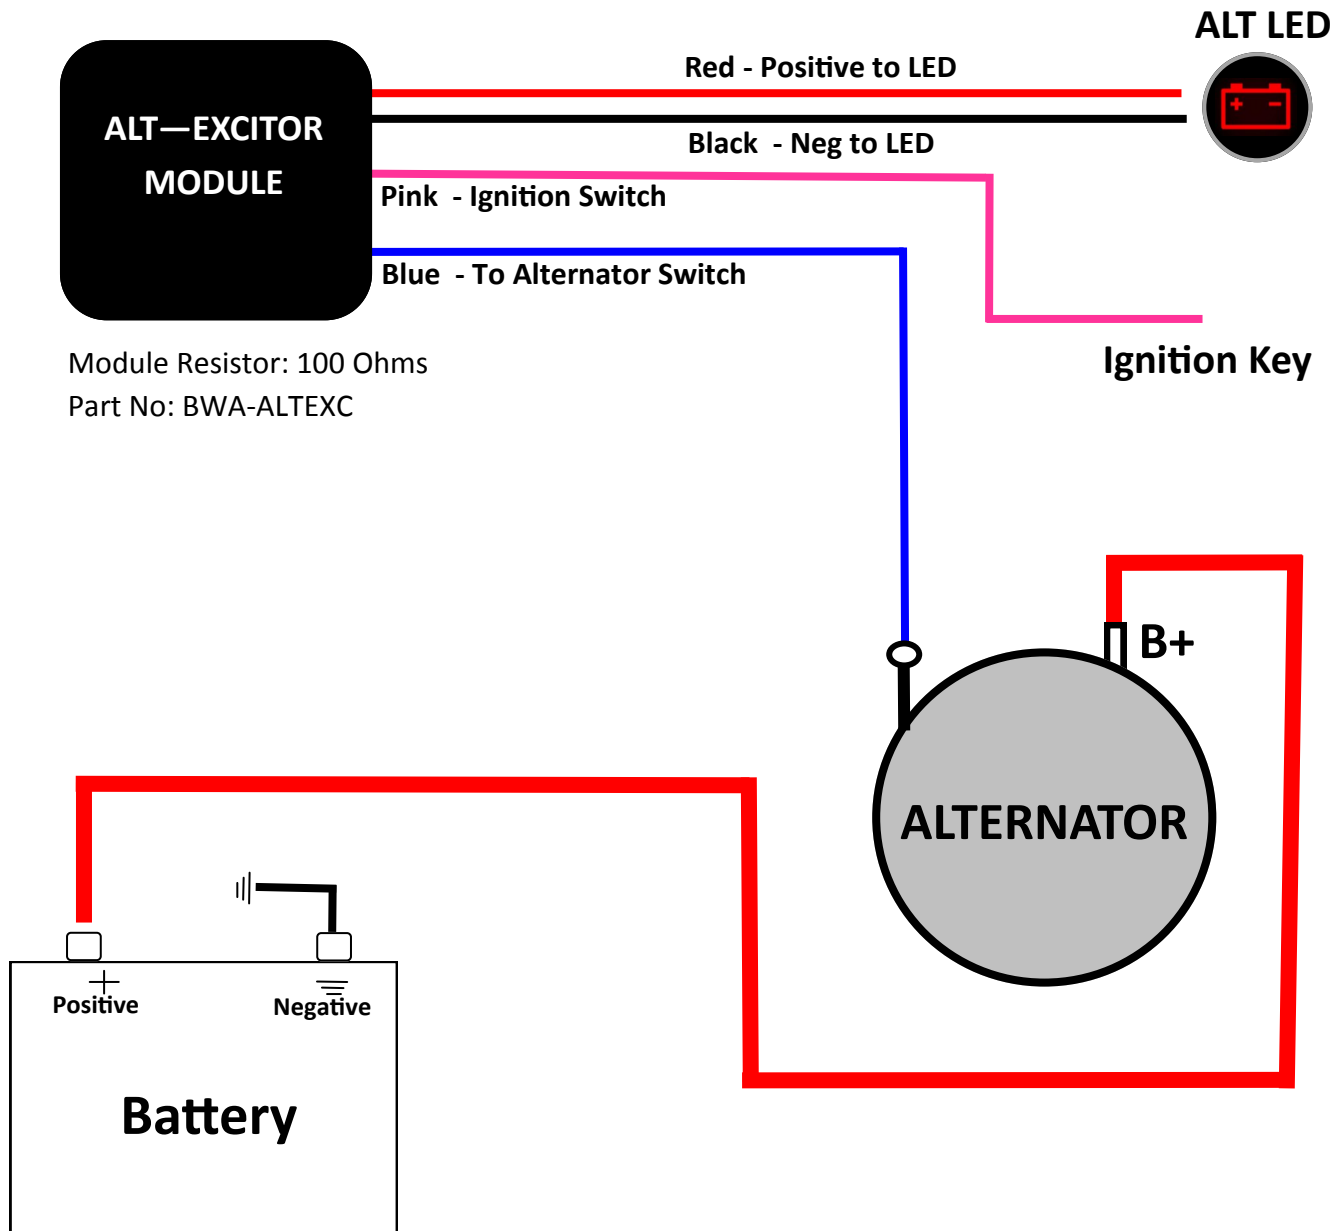 ALT LED
Red - Positive to LED
ALT—EXCITOR
MODULE
Black - Neg to LED
Pink - Ignition Switch
Blue - To Alternator Switch
Ignition Key
Module Resistor: 100 Ohms
Part No: BWA-ALTEXC
B+
ALTERNATOR
Positive
Negative
Battery